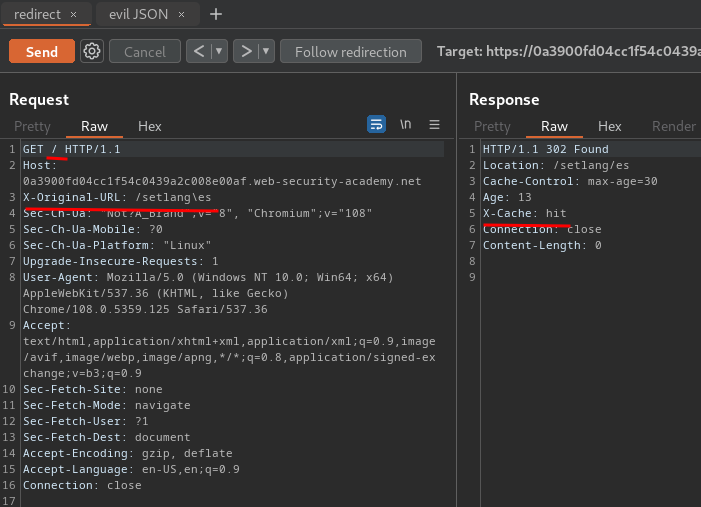 redirect × evil JSON × +
Send Cancel < ▼ > ▼ Follow redirection Target: https://0a3900fd04cc1f54c0439a
Request
Pretty Raw Hex \n
1 GET / HTTP/1.1
2 Host:
0a3900fd04cc1f54c0439a2c008e00af.web-security-academy.net
3 X-Original-URL: /setlang\es
4 Sec-Ch-Ua: "Not?A_Brand";v="8", "Chromium";v="108"
5 Sec-Ch-Ua-Mobile: ?0
6 Sec-Ch-Ua-Platform: "Linux"
7 Upgrade-Insecure-Requests: 1
8 User-Agent: Mozilla/5.0 (Windows NT 10.0; Win64; x64)
AppleWebKit/537.36 (KHTML, like Gecko)
Chrome/108.0.5359.125 Safari/537.36
9 Accept:
text/html,application/xhtml+xml,application/xml;q=0.9,image
/avif,image/webp,image/apng,*/*;q=0.8,application/signed-ex
change;v=b3;q=0.9
10 Sec-Fetch-Site: none
11 Sec-Fetch-Mode: navigate
12 Sec-Fetch-User: ?1
13 Sec-Fetch-Dest: document
14 Accept-Encoding: gzip, deflate
15 Accept-Language: en-US,en;q=0.9
16 Connection: close
17
Response
Pretty Raw Hex Render
1 HTTP/1.1 302 Found
2 Location: /setlang/es
3 Cache-Control: max-age=30
4 Age: 13
5 X-Cache: hit
6 Connection: close
7 Content-Length: 0
8
9